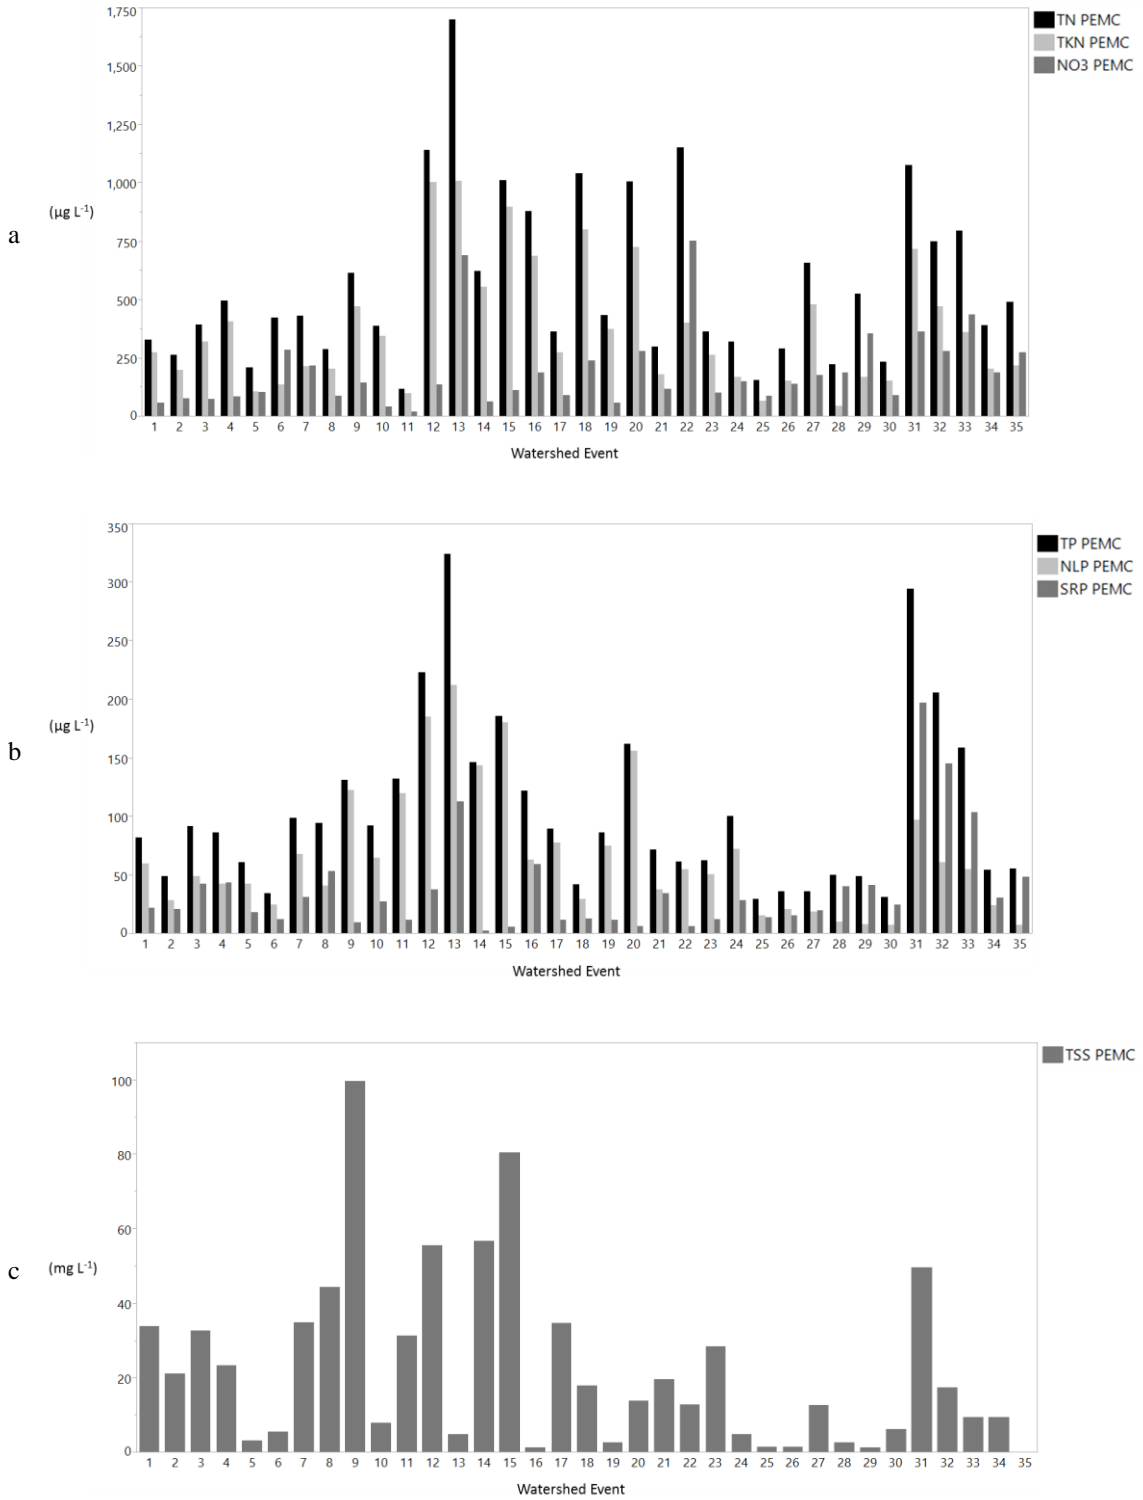 1,750
1,500
1,250
1,000
750
500
250
0
a
(µg L-1)
TN PEMC
TKN PEMC
NO3 PEMC
1 2 3 4 5 6 7 8 9 10 11 12 13 14 15 16 17 18 19 20 21 22 23 24 25 26 27 28 29 30 31 32 33 34 35
Watershed Event
350
300
250
200
150
100
50
0
b
(µg L-1)
TP PEMC
NLP PEMC
SRP PEMC
1 2 3 4 5 6 7 8 9 10 11 12 13 14 15 16 17 18 19 20 21 22 23 24 25 26 27 28 29 30 31 32 33 34 35
Watershed Event
100
80
60
40
20
0
c
(mg L-1)
TSS PEMC
1 2 3 4 5 6 7 8 9 10 11 12 13 14 15 16 17 18 19 20 21 22 23 24 25 26 27 28 29 30 31 32 33 34 35
Watershed Event